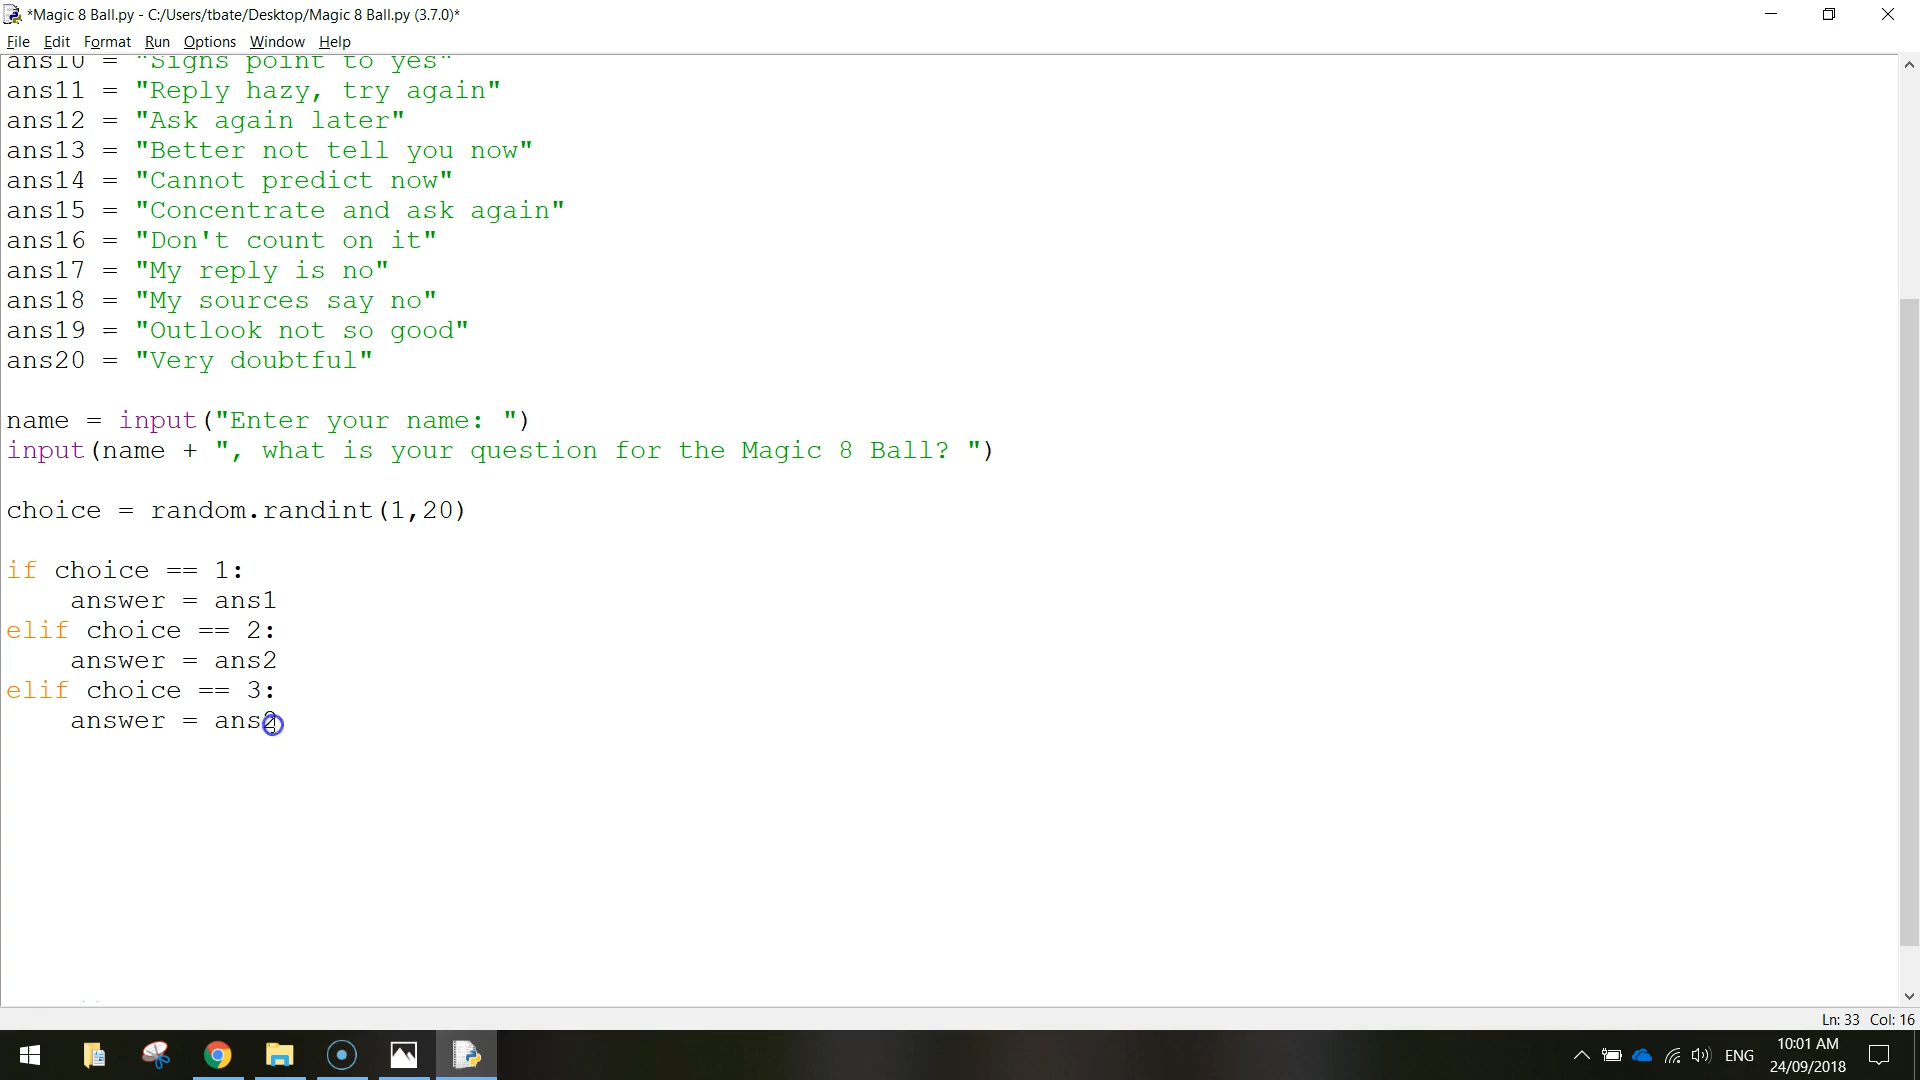 *Magic 8 Ball.py - C:/Users/tbate/Desktop/Magic 8 Ball.py (3.7.0)*
File Edit Format Run Options Window Help
ans10 = "Signs point to yes"
ans11 = "Reply hazy, try again"
ans12 = "Ask again later"
ans13 = "Better not tell you now"
ans14 = "Cannot predict now"
ans15 = "Concentrate and ask again"
ans16 = "Don't count on it"
ans17 = "My reply is no"
ans18 = "My sources say no"
ans19 = "Outlook not so good"
ans20 = "Very doubtful"
name = input("Enter your name: ")
input(name + ", what is your question for the Magic 8 Ball? ")
choice = random.randint(1,20)
if choice == 1:
answer = ans1
elif choice == 2:
answer = ans2
elif choice == 3:
answer = ans2
Ln: 33 Col: 16
ENG
10:01 AM
24/09/2018